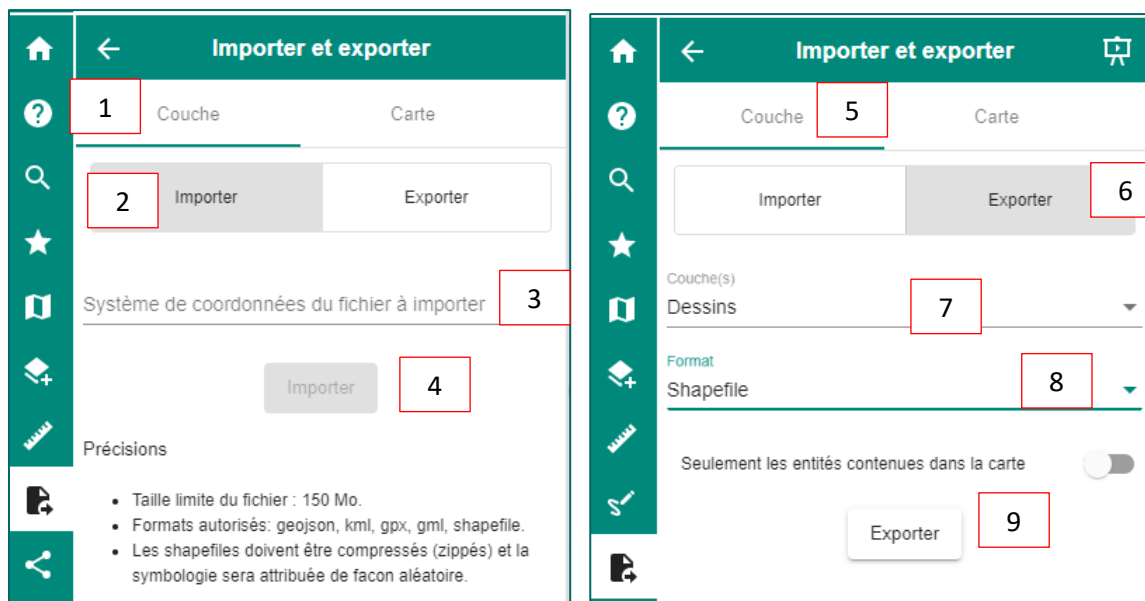 Importer et exporter
1
Couche
Carte
2
Importer
Exporter
Système de coordonnées du fichier à importer
3
Importer
4
Précisions
• Taille limite du fichier : 150 Mo.
• Formats autorisés: geojson, kml, gpx, gml, shapefile.
• Les shapefiles doivent être compressés (zippés) et la
symbologie sera attribuée de facon aléatoire.
Importer et exporter
Couche
5
Carte
Importer
Exporter
6
Couche(s)
Dessins
7
Format
Shapefile
8
Seulement les entités contenues dans la carte
Exporter
9